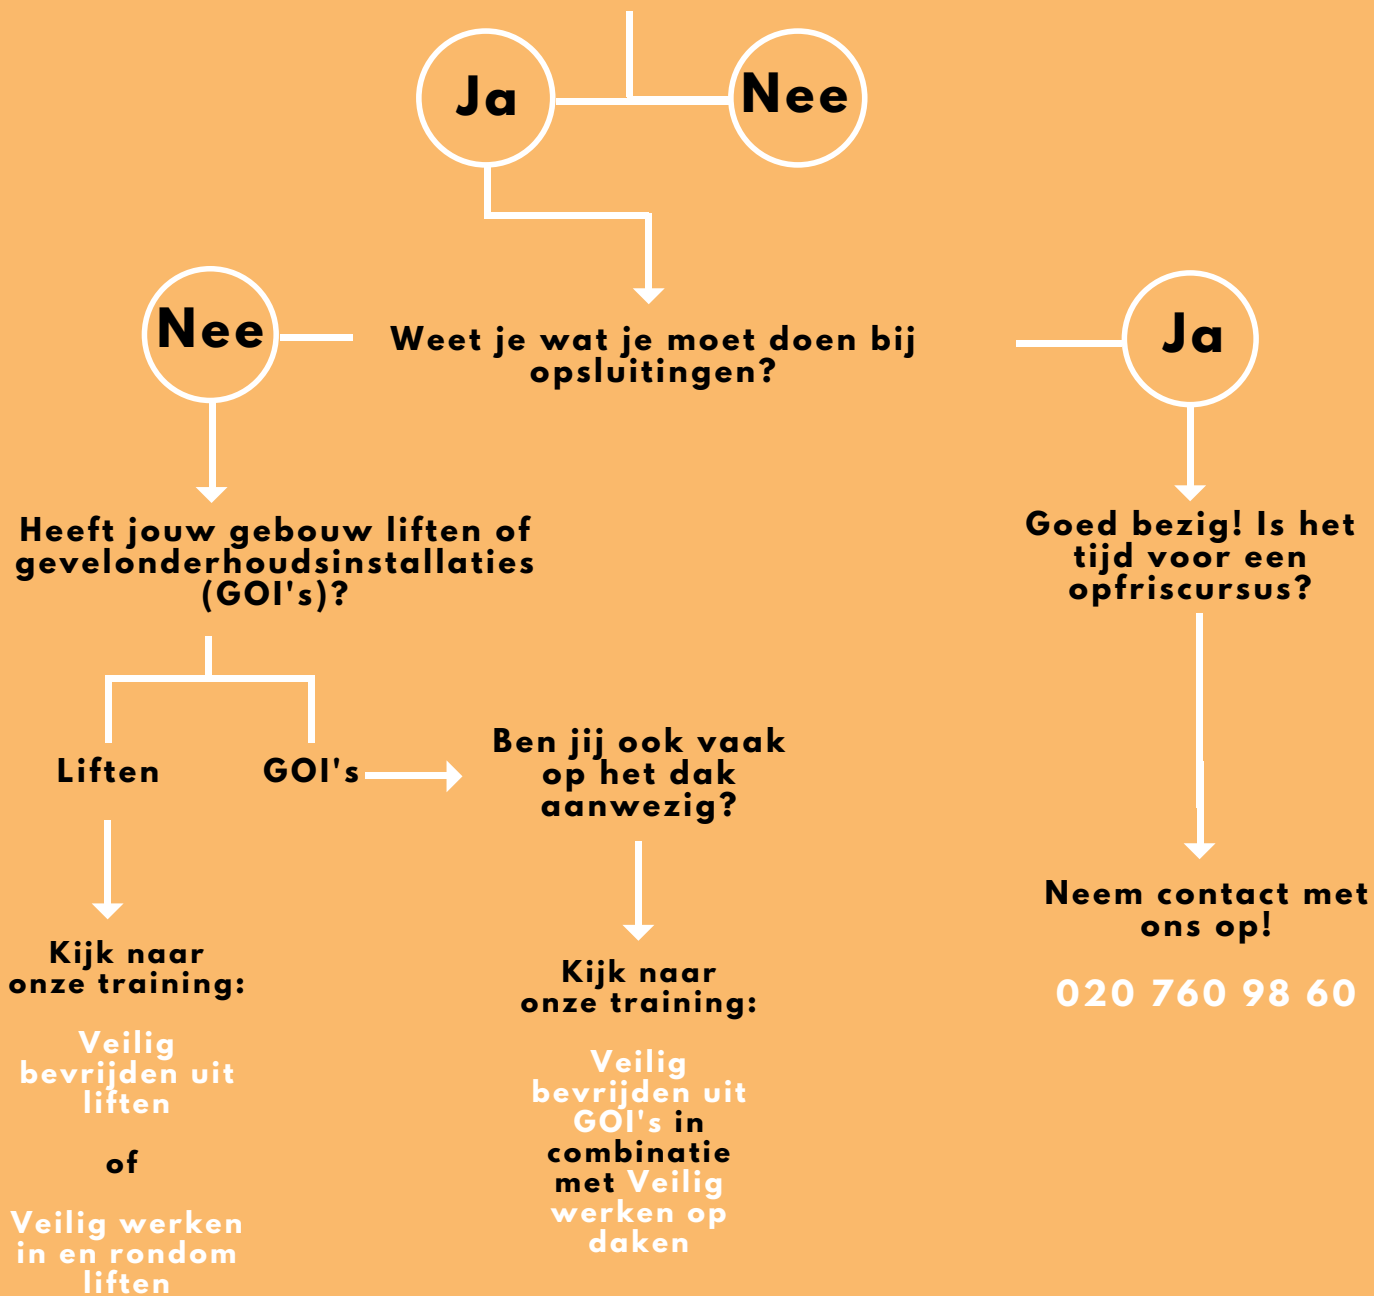 Ja
Nee
Nee
Weet je wat je moet doen bij
opsluitingen?
Ja
Heeft jouw gebouw liften of
gevelonderhoudsinstallaties
(GOI's)?
Goed bezig! Is het
tijd voor een
opfriscursus?
Liften
GOI's
Ben jij ook vaak
op het dak
aanwezig?
Kijk naar
onze training:
Veilig
bevrijden uit
liften
of
Veilig werken
in en rondom
liften
Kijk naar
onze training:
Veilig
bevrijden uit
GOI's in
combinatie
met Veilig
werken op
daken
Neem contact met
ons op!
020 760 98 60